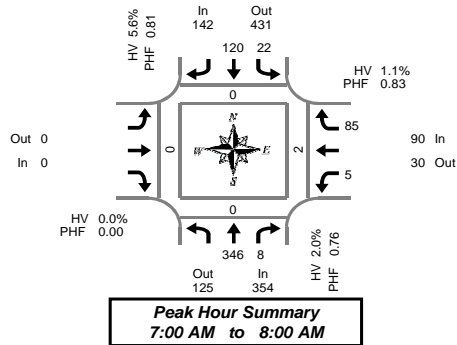 In Out
142 431
HV 5.6%
PHF 0.81
120 22
0
HV 1.1%
PHF 0.83
Out 0
In 0
0
N
W E
S
2
85
5
90 In
30 Out
HV 0.0%
PHF 0.00
0
346 8
HV 2.0%
PHF 0.76
Out In
125 354
Peak Hour Summary
7:00 AM to 8:00 AM